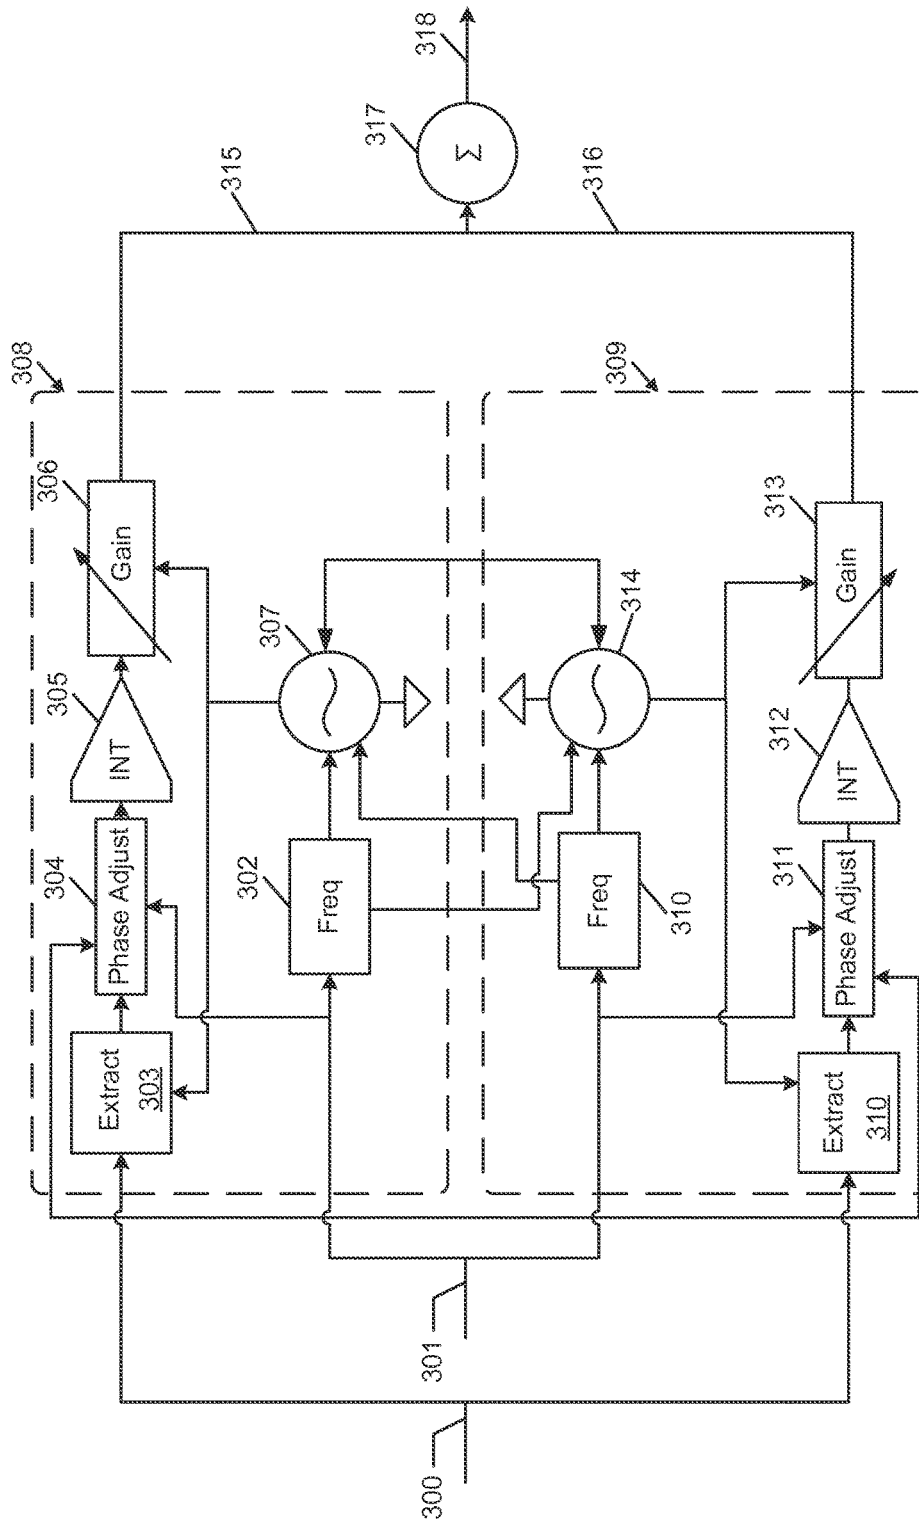 300
301
308
Extract
303
304
Phase Adjust
305
INT
306
Gain
302
Freq
307
309
Freq
310
314
Extract
310
311
Phase Adjust
312
INT
313
Gain
315
316
317
Σ
318